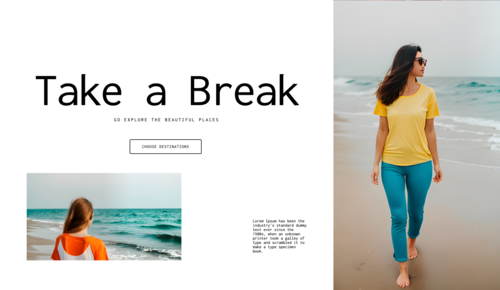 Take a Break
GO EXPLORE THE BEAUTIFUL PLACES
CHOOSE DESTINATIONS
Lorem Ipsum has been the
industry's standard dummy
text ever since the
1500s, when an unknown
printer took a galley of
type and scrambled it to
make a type specimen
book.